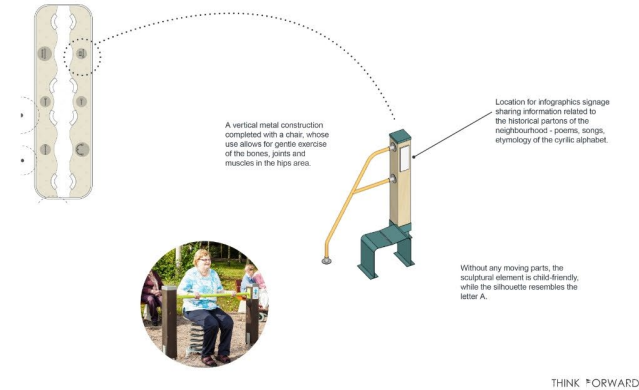 Location for infographics signage
sharing information related to
the historical partons of the
neighbourhood - poems, songs,
etymology of the cyrilic alphabet.
A vertical metal construction
completed with a chair, whose
use allows for gentle exercise
of the bones, joints and
muscles in the hips area.
Without any moving parts, the
sculptural element is child-friendly,
while the silhouette resembles the
letter A.
THINK FORWARD